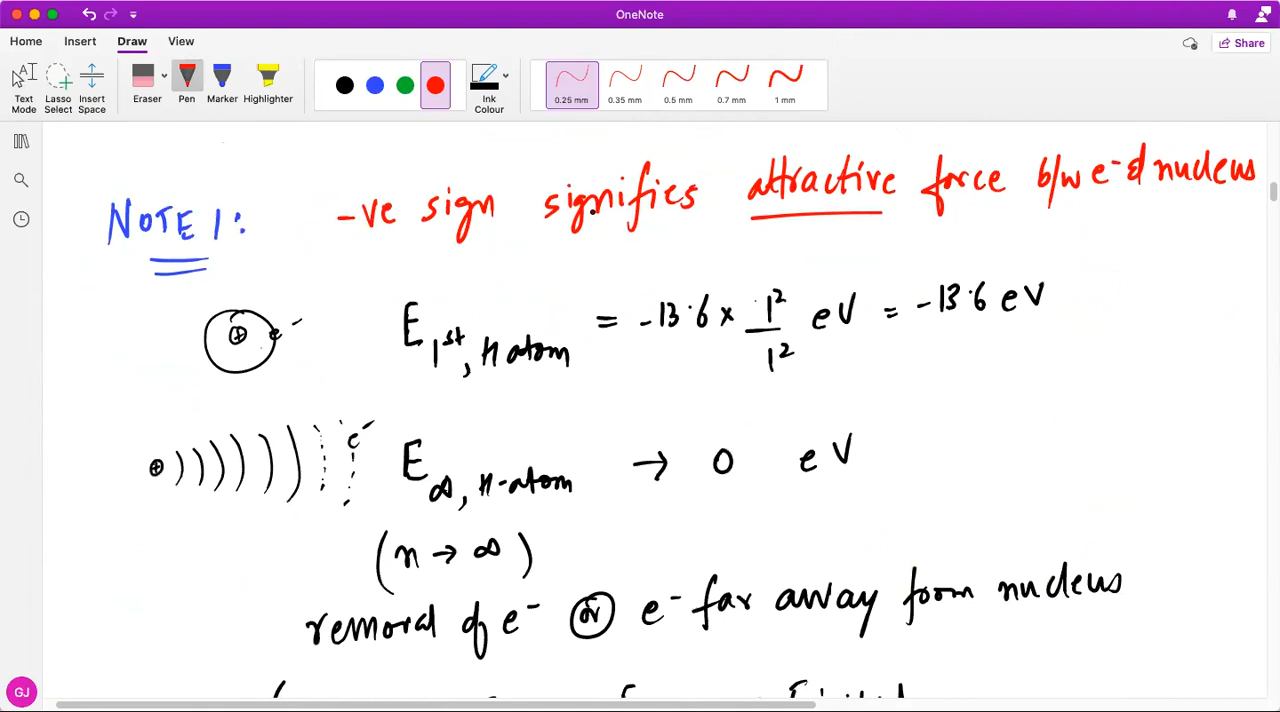 OneNote
Home Insert Draw View
Share
Text Mode
Lasso Select
Insert Space
Eraser
Pen
Marker
Highlighter
Ink Colour
0.25 mm
0.35 mm
0.5 mm
0.7 mm
1 mm
NOTE 1: -ve sign signifies attractive force b/w e- & nucleus
+ e-
E 1st, H atom = -13.6 x 1²/1² eV = -13.6 eV
+ e-
E ∞, H-atom → 0 eV
(n → ∞)
removal of e⁻ or e⁻ far away from nucleus
GJ